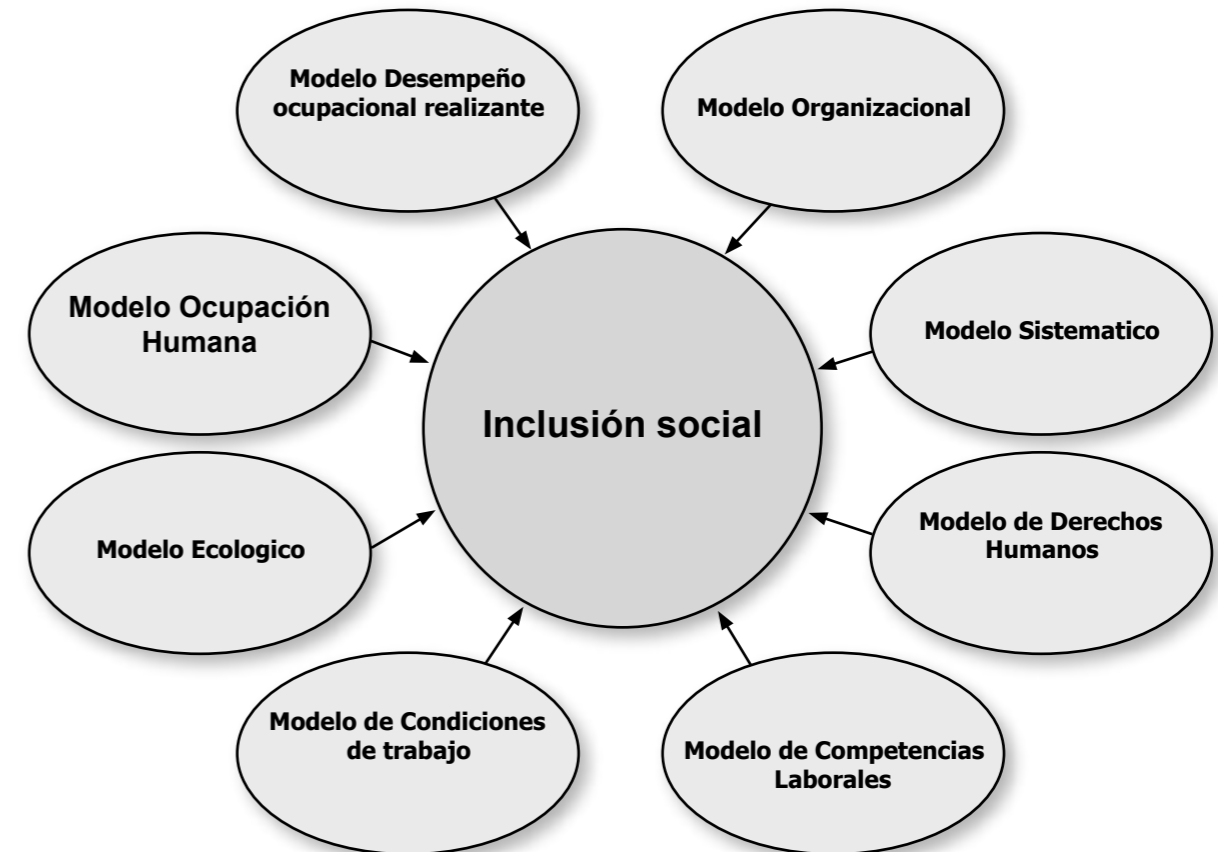 Modelo Desempeño
ocupacional realizante
Modelo Organizacional
Modelo Ocupación
Humana
Modelo Sistematico
Inclusión social
Modelo Ecologico
Modelo de Derechos
Humanos
Modelo de Condiciones
de trabajo
Modelo de Competencias
Laborales